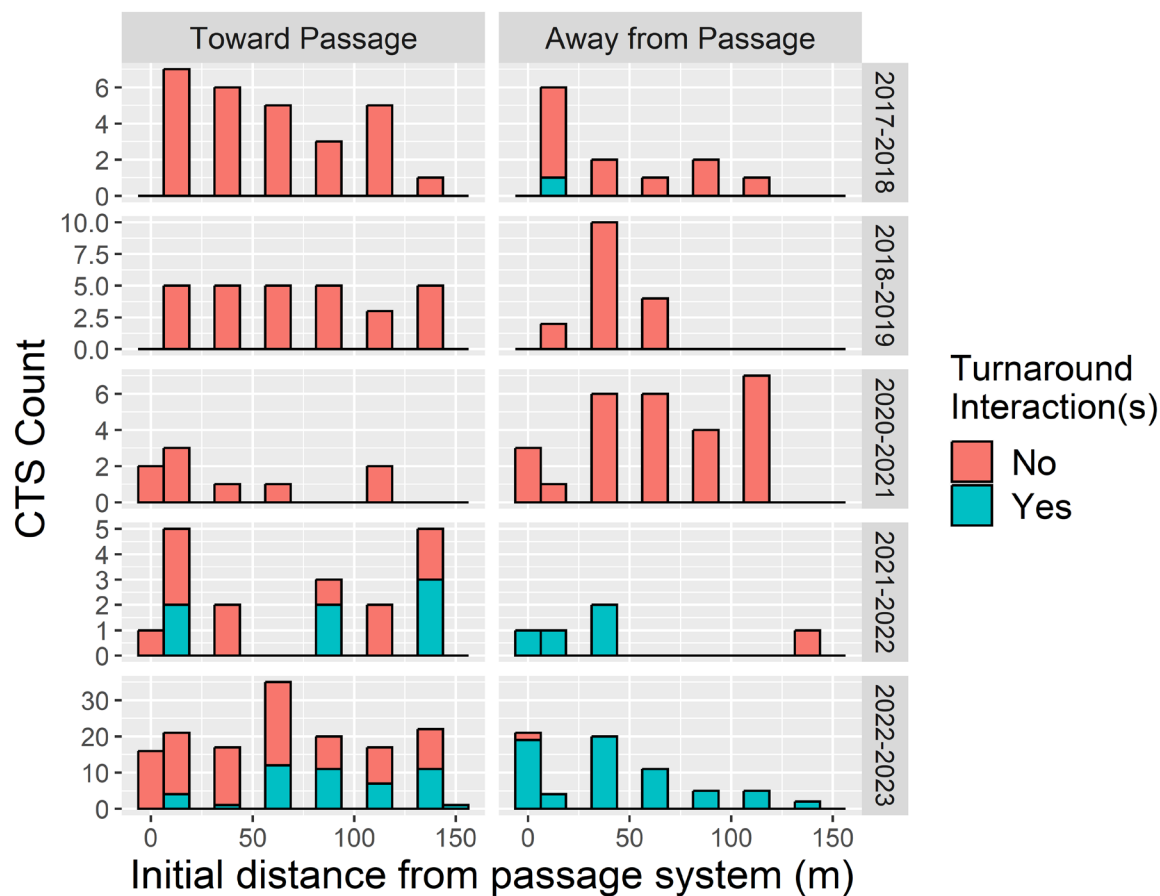 Toward Passage
Away from Passage
CTS Count
6
4
2
0
2017-2018
10.0
7.5
5.0
2.5
0.0
2018-2019
6
4
2
0
2020-2021
5
4
3
2
1
0
2021-2022
30
20
10
0
2022-2023
0 50 100 150
0 50 100 150
Initial distance from passage system (m)
Turnaround
Interaction(s)
No
Yes